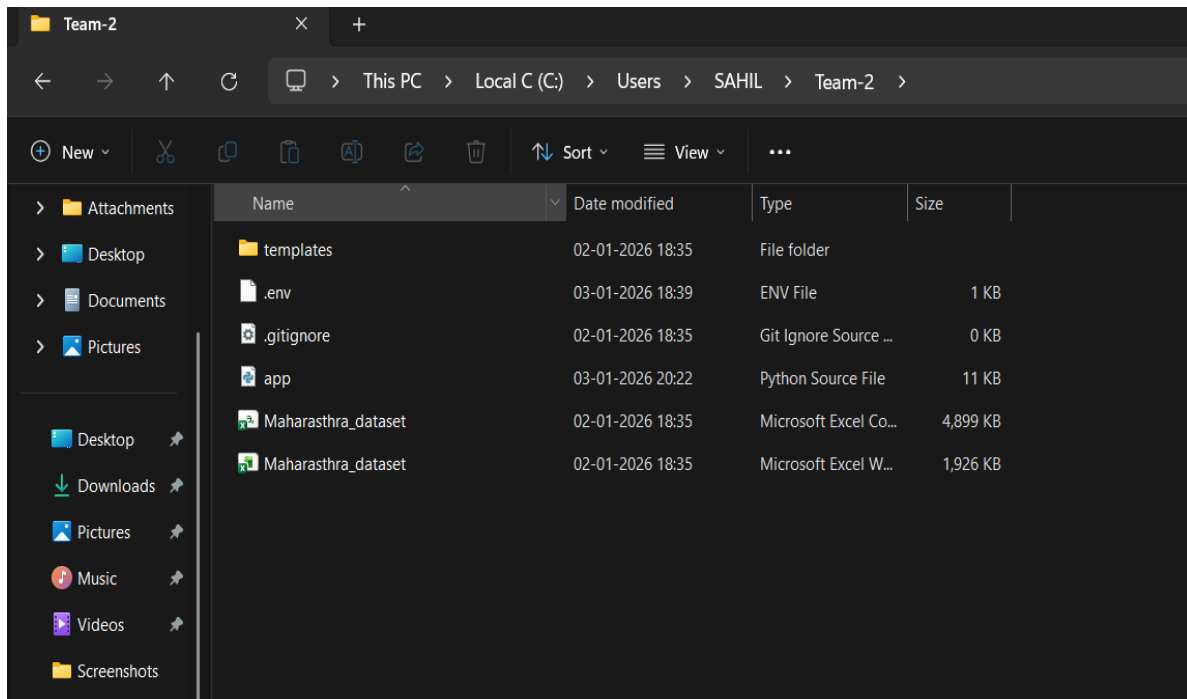 Team-2
This PC > Local C (C:) > Users > SAHIL > Team-2 >
New Sort View ...
Attachments
Desktop
Documents
Pictures
Desktop
Downloads
Pictures
Music
Videos
Screenshots
Name Date modified Type Size
templates 02-01-2026 18:35 File folder
.env 03-01-2026 18:39 ENV File 1 KB
.gitignore 02-01-2026 18:35 Git Ignore Source ... 0 KB
app 03-01-2026 20:22 Python Source File 11 KB
Maharasthra_dataset 02-01-2026 18:35 Microsoft Excel Co... 4,899 KB
Maharasthra_dataset 02-01-2026 18:35 Microsoft Excel W... 1,926 KB